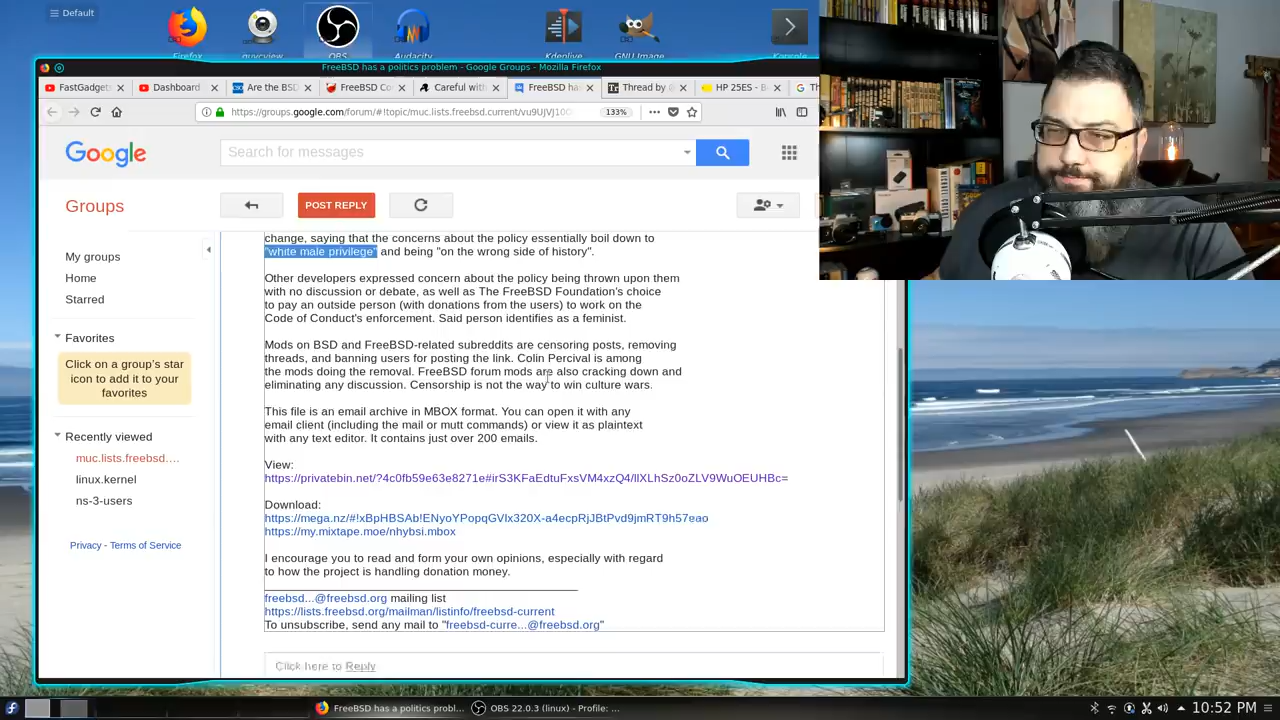 Default
Firefox
guvcview
OBS
Audacity
Kdenlive
GNU Image
Konsole
FreeBSD has a politics problem - Google Groups - Mozilla Firefox
FastGadget
Dashboard
Are the BSD
FreeBSD Co
Careful with
FreeBSD ha
Thread by
HP 25ES - B
https://groups.google.com/forum/#!topic/muc.lists.freebsd.current/
133%
Google
Search for messages
Groups
POST REPLY
My groups
Home
Starred
Favorites
Click on a group's star
icon to add it to your
favorites
Recently viewed
muc.lists.freebsd....
linux.kernel
ns-3-users
Privacy - Terms of Service
change, saying that the concerns about the policy essentially boil down to
"white male privilege" and being "on the wrong side of history".
Other developers expressed concern about the policy being thrown upon them
with no discussion or debate, as well as The FreeBSD Foundation's choice
to pay an outside person (with donations from the users) to work on the
Code of Conduct's enforcement. Said person identifies as a feminist.
Mods on BSD and FreeBSD-related subreddits are censoring posts, removing
threads, and banning users for posting the link. Colin Percival is among
the mods doing the removal. FreeBSD forum mods are also cracking down and
eliminating any discussion. Censorship is not the way to win culture wars.
This file is an email archive in MBOX format. You can open it with any
email client (including the mail or mutt commands) or view it as plaintext
with any text editor. It contains just over 200 emails.
View:
https://privatebin.net/?4c0fb59e63e8271e#irS3KFaEdtuFxsVM4xzQ4/llXLhSz0oZLV9WuOEUHBc=
Download:
https://mega.nz/#!xBpHBSAb!ENyoYPopqGVIx320X-a4ecpRjJBtPvd9jmRT9h57eao
https://my.mixtape.moe/nhybsi.mbox
I encourage you to read and form your own opinions, especially with regard
to how the project is handling donation money.
freebsd...@freebsd.org mailing list
https://lists.freebsd.org/mailman/listinfo/freebsd-current
To unsubscribe, send any mail to "freebsd-curre...@freebsd.org"
Click here to Reply
FreeBSD has a politics probl...
OBS 22.0.3 (linux) - Profile: ...
10:52 PM